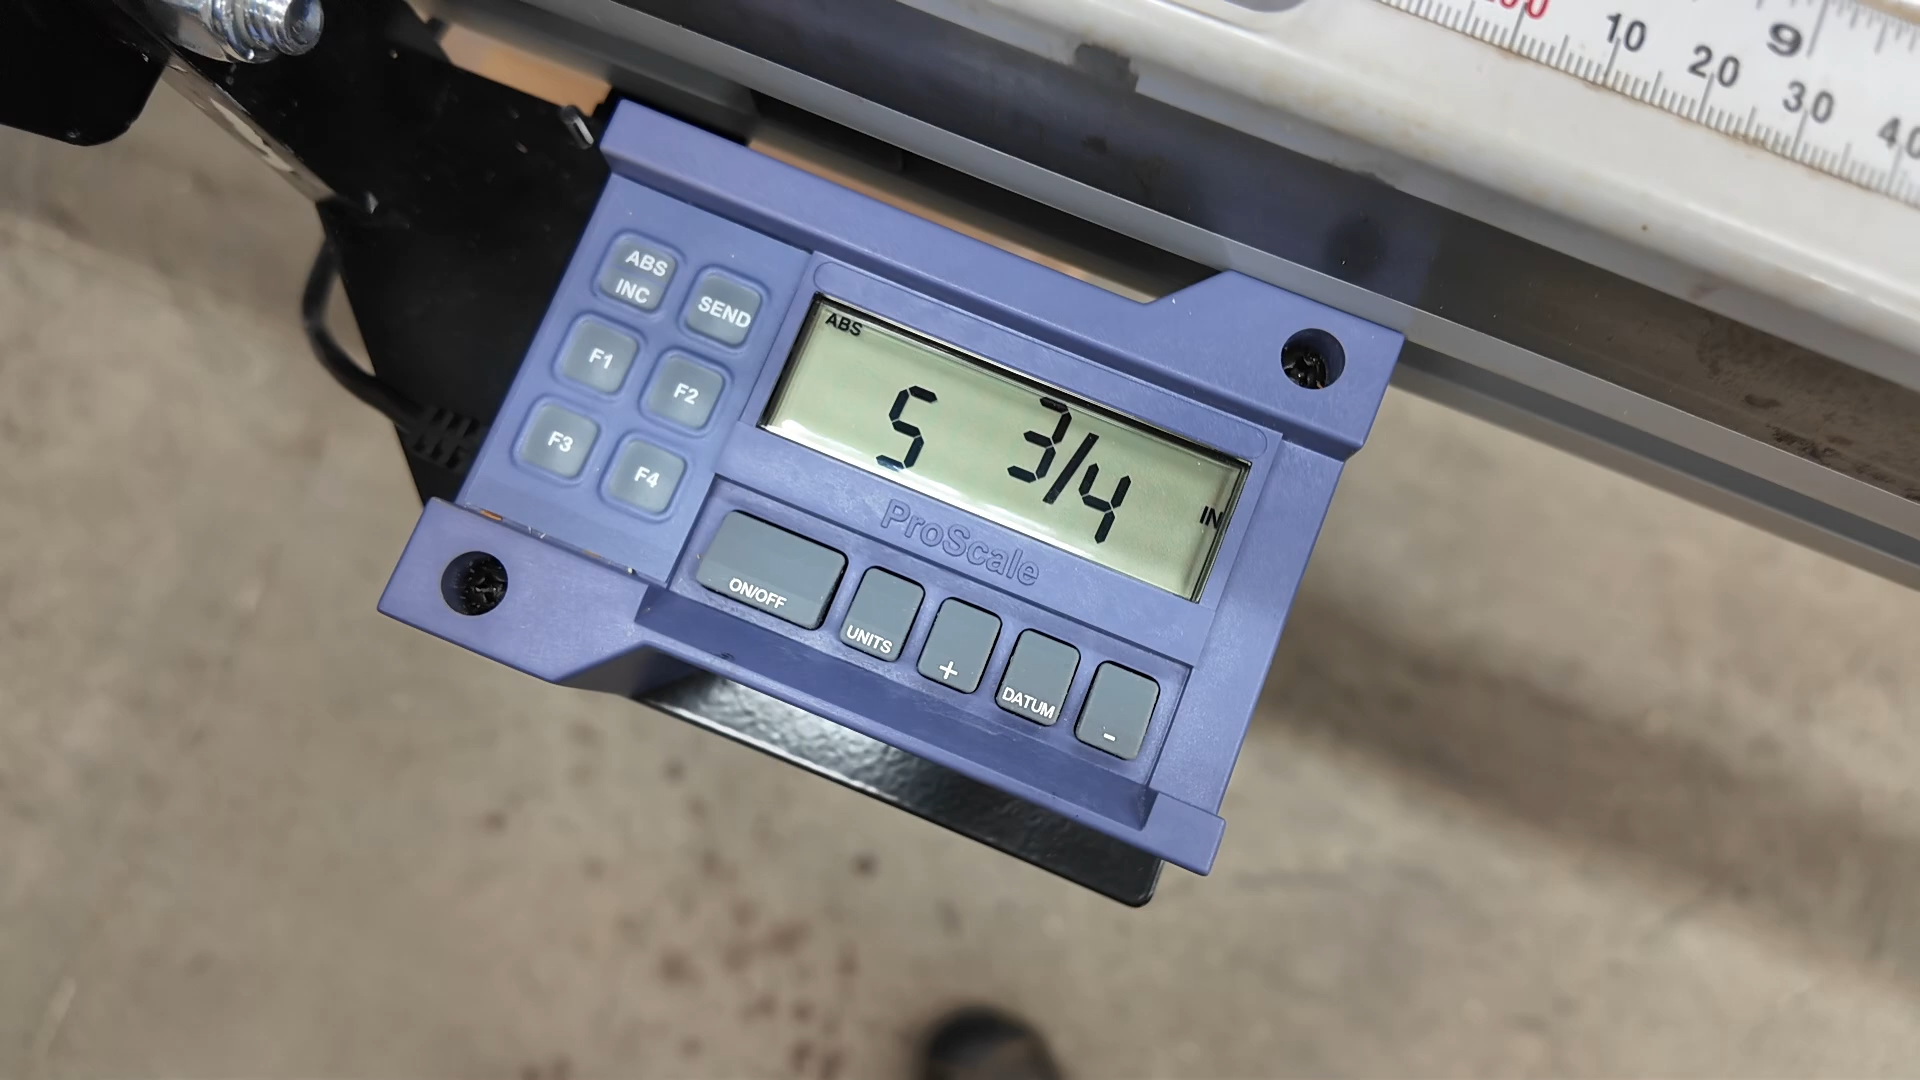 10 9
20
30
40
ABS
INC
SEND
F1
F2
F3
F4
ABS
5 3/4
IN
ProScale
ON/OFF
UNITS
+
DATUM
-